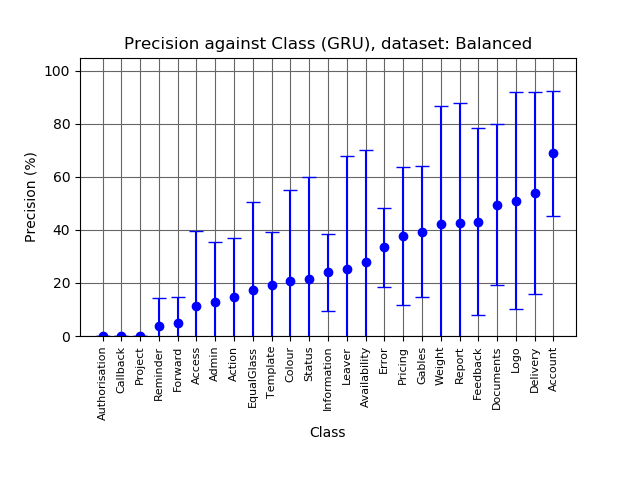 Precision against Class (GRU), dataset: Balanced
100
80
60
40
20
0
Precision (%)
Authorisation
Callback
Project
Reminder
Forward
Access
Admin
Action
EqualGlass
Template
Colour
Status
Information
Leaver
Availability
Error
Pricing
Gables
Weight
Report
Feedback
Documents
Logo
Delivery
Account
Class